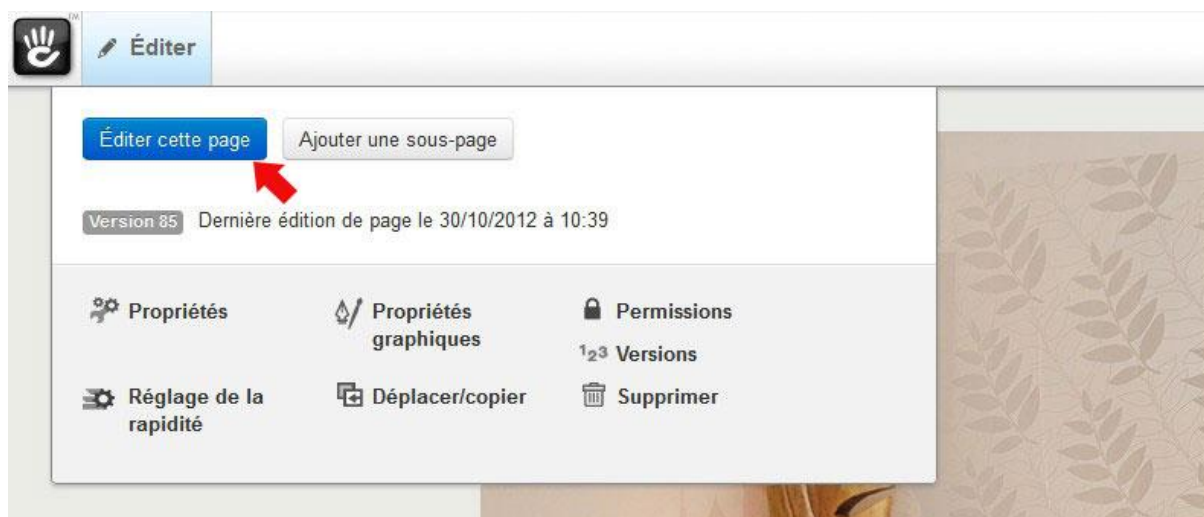 TM
Éditer
Éditer cette page
Ajouter une sous-page
Version 85 Dernière édition de page le 30/10/2012 à 10:39
Propriétés
Propriétés
graphiques
Permissions
123 Versions
Réglage de la
rapidité
Déplacer/copier
Supprimer